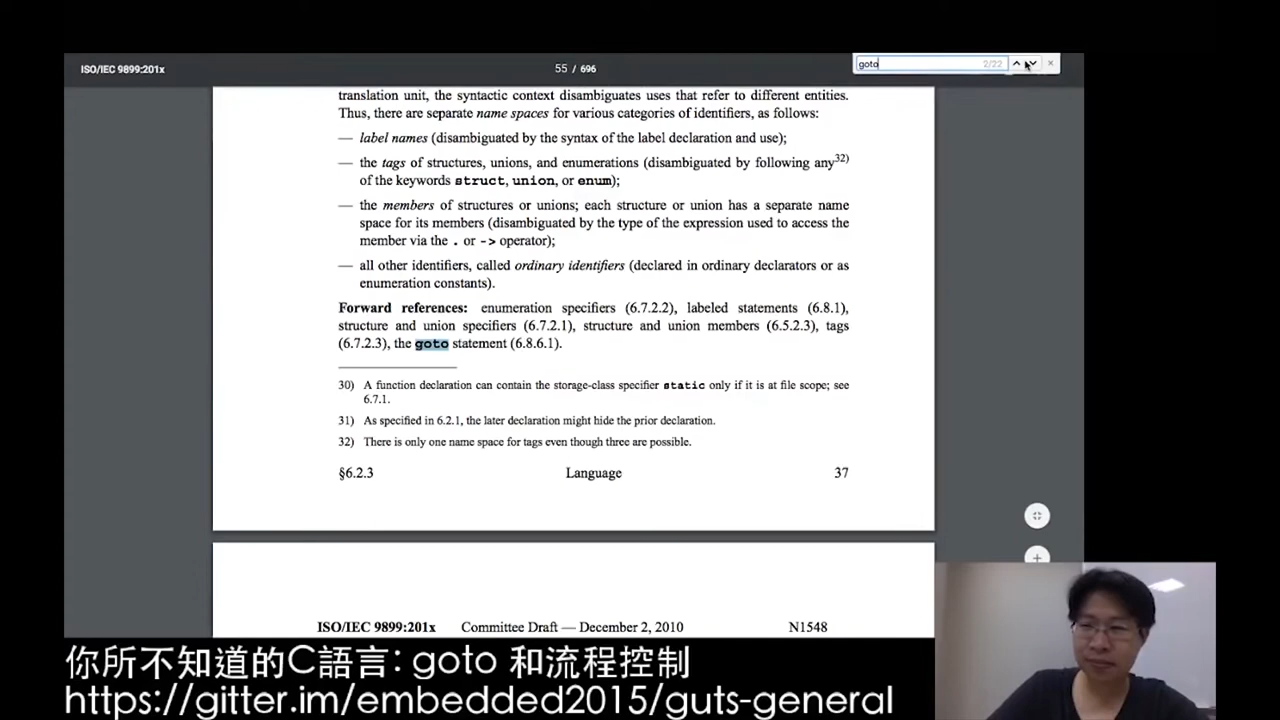 ISO/IEC 9899:201x
55 / 696
goto
2/22
translation unit, the syntactic context disambiguates uses that refer to different entities.
Thus, there are separate name spaces for various categories of identifiers, as follows:
— label names (disambiguated by the syntax of the label declaration and use);
— the tags of structures, unions, and enumerations (disambiguated by following any32)
of the keywords struct, union, or enum);
— the members of structures or unions; each structure or union has a separate name
space for its members (disambiguated by the type of the expression used to access the
member via the . or -> operator);
— all other identifiers, called ordinary identifiers (declared in ordinary declarators or as
enumeration constants).
Forward references: enumeration specifiers (6.7.2.2), labeled statements (6.8.1),
structure and union specifiers (6.7.2.1), structure and union members (6.5.2.3), tags
(6.7.2.3), the goto statement (6.8.6.1).
30) A function declaration can contain the storage-class specifier static only if it is at file scope; see
6.7.1.
31) As specified in 6.2.1, the later declaration might hide the prior declaration.
32) There is only one name space for tags even though three are possible.
§6.2.3 Language 37
ISO/IEC 9899:201x Committee Draft — December 2, 2010 N1548
你所不知道的C語言: goto 和流程控制
https://gitter.im/embedded2015/guts-general